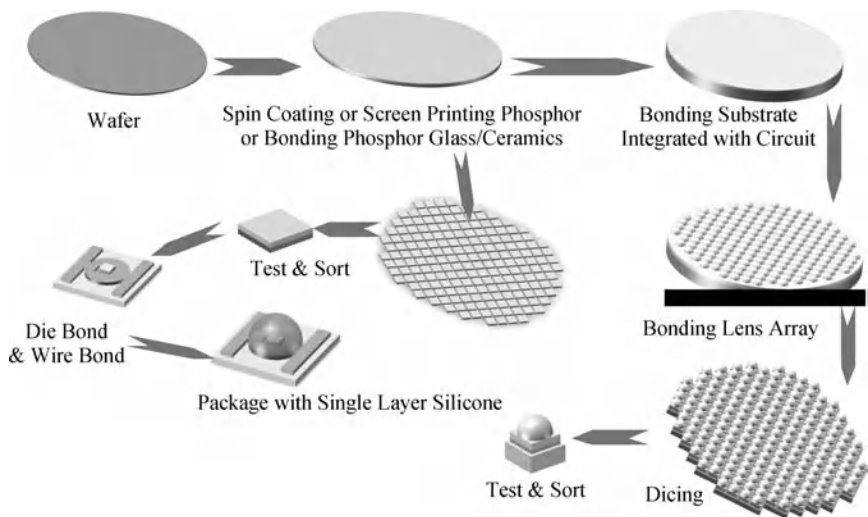 Wafer
Spin Coating or Screen Printing Phosphor
or Bonding Phosphor Glass/Ceramics
Bonding Substrate
Integrated with Circuit
Test & Sort
Die Bond
& Wire Bond
Package with Single Layer Silicone
Bonding Lens Array
Test & Sort
Dicing